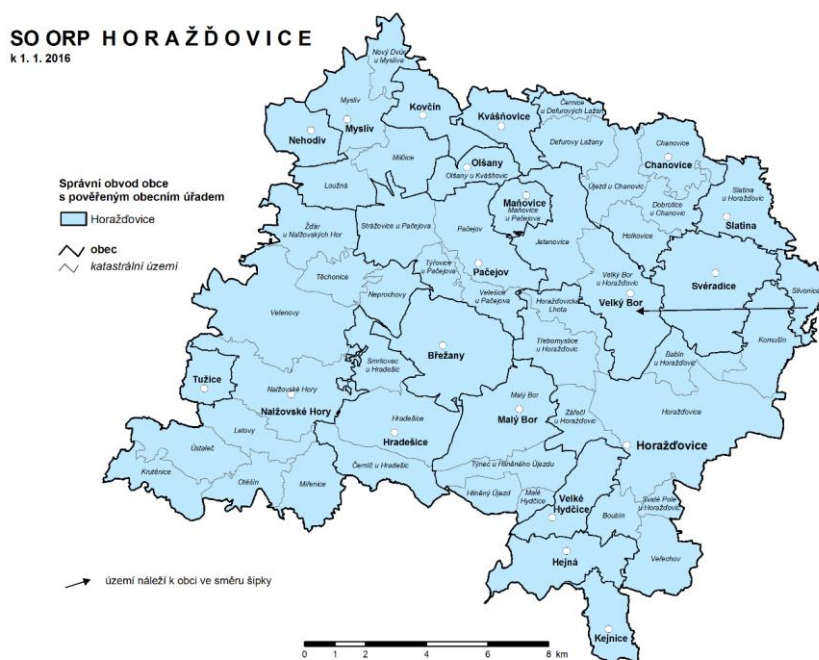 SO ORP HORAŽĎOVICE
k 1. 1. 2016
Nový Dvůr
u Mysliva
Myslív
Kovčín
Kvášňovice
Černice
u Defurových Lažan
Nehodiv
Myslív
Defurovy Lažany
Chanovice
Chanovice
Milčice
Olšany
Olšany u Kvášňovic
Újezd u Chanovic
Loužná
Maňovice
Maňovice
u Pačejova
Dobrotice
u Chanovic
Slatina
u Horažďovic
Slatina
Správní obvod obce
s pověřeným obecním úřadem
Horažďovice
obec
katastrální území
Žďár
u Nalžovských Hor
Strážovice u Pačejova
Pačejov
Jetenovice
Holkovice
Týřovice
u Pačejova
Pačejov
Velký Bor
u Horažďovic
Svéradice
Těchonice
Neprochovy
Velešice
u Pačejova
Horažďovická
Lhota
Velký Bor
Slivonice
Velenovy
Břežany
Třebomyslice
u Horažďovic
Komušín
Smrkovec
u Hradešic
Babín
u Horažďovic
Tužice
Nalžovské Hory
Nalžovské Hory
Malý Bor
Malý Bor
Zářečí
u Horažďovic
Horažďovice
Letovy
Hradešice
Hradešice
Horažďovice
Ústaleč
Krutěnice
Otěšín
Miřenice
Černíč u Hradešic
Týnec u Hliněného Újezdu
Hliněný Újezd
Malé
Hydčice
Velké
Hydčice
Boubín
Svaté Pole
u Horažďovic
Hejná
Veřechov
území náleží k obci ve směru šipky
Kejnice
0 1 2 4 6 8 km